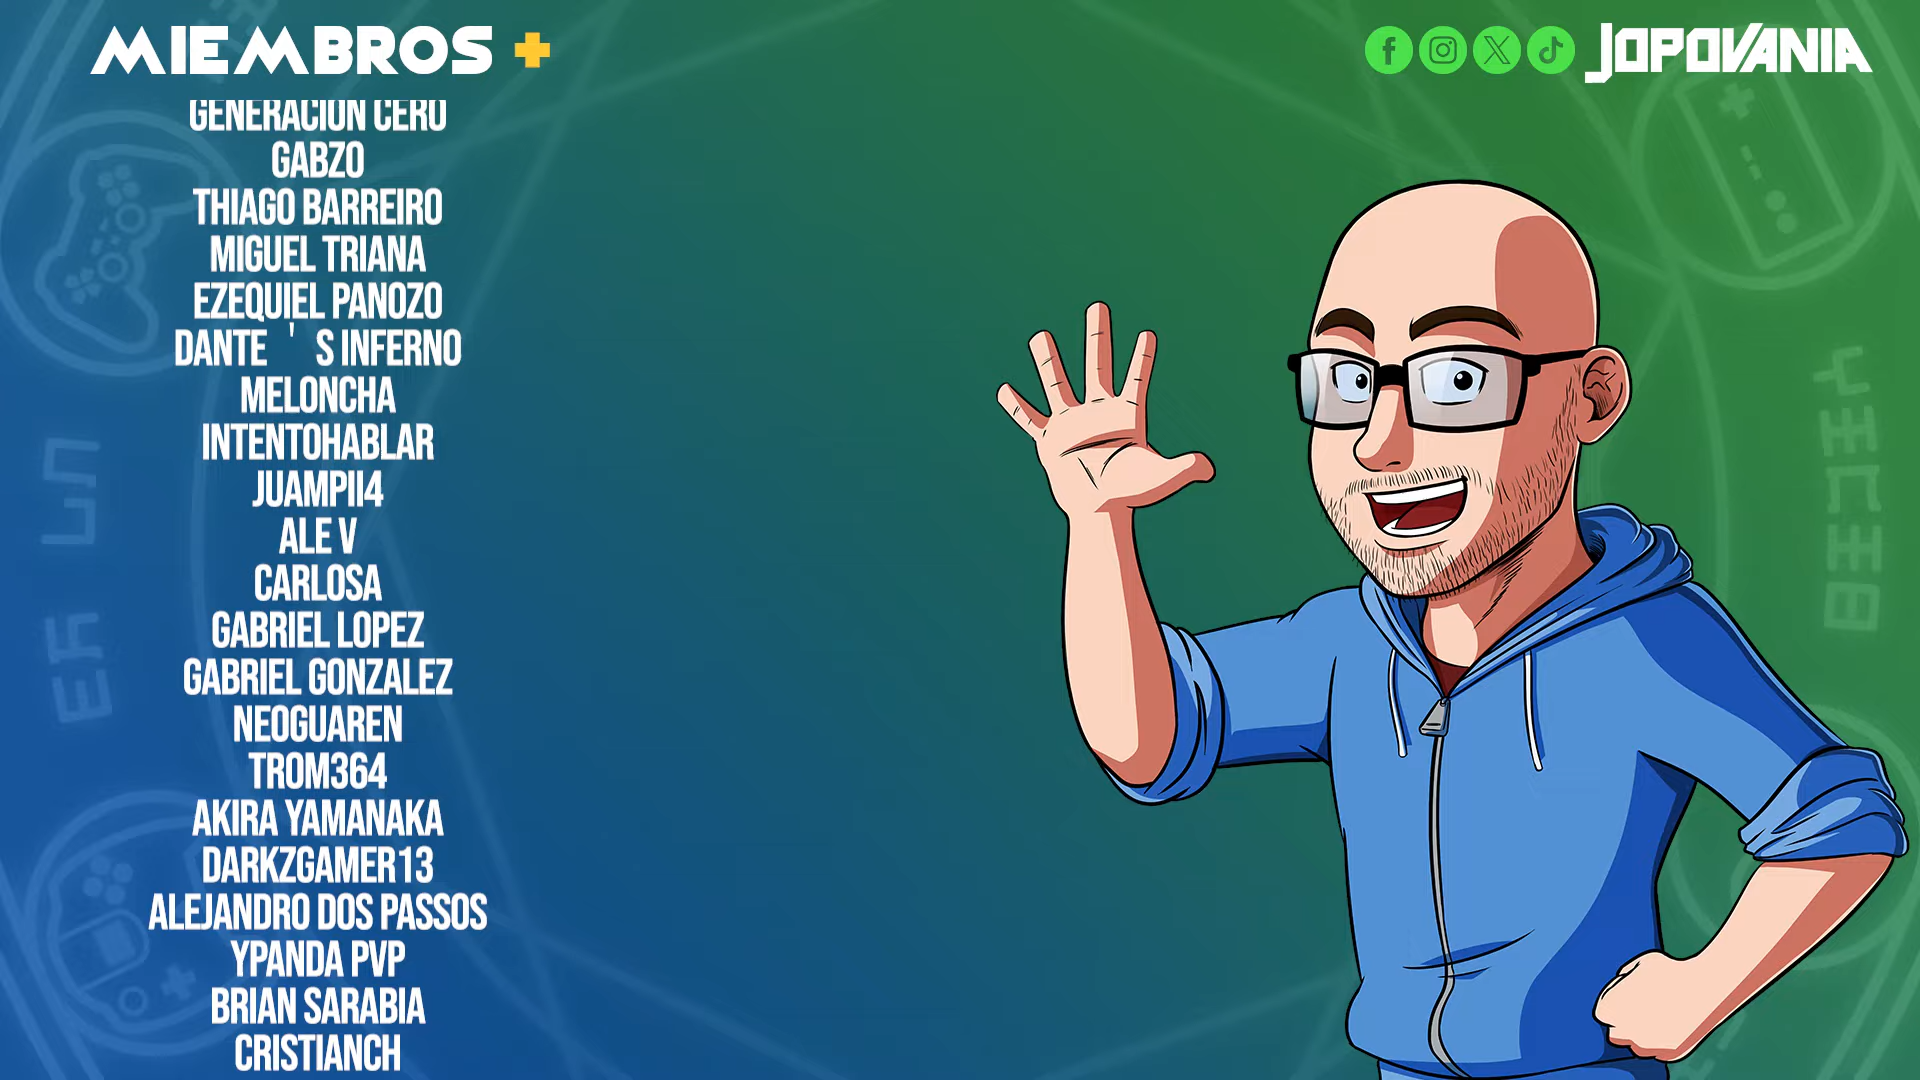 MIEMBROS +
JOPOVANIA
GENERACION CERO
GABZO
THIAGO BARREIRO
MIGUEL TRIANA
EZEQUIEL PANOZO
DANTE ' S INFERNO
MELONCHA
INTENTOHABLAR
JUAMPII4
ALE V
CARLOSA
GABRIEL LOPEZ
GABRIEL GONZALEZ
NEOGUAREN
TROM364
AKIRA YAMANAKA
DARKZGAMER13
ALEJANDRO DOS PASSOS
YPANDA PVP
BRIAN SARABIA
CRISTIANCH